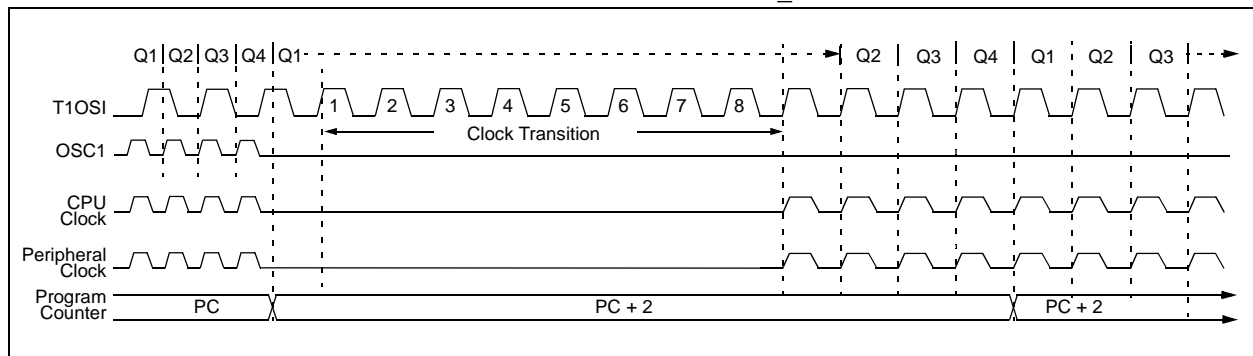 Q1 Q2 Q3 Q4 Q1 Q2 Q3 Q4 Q1 Q2 Q3
T1OSI
1 2 3 4 5 6 7 8
Clock Transition
OSC1
CPU
Clock
Peripheral
Clock
Program
Counter
PC PC + 2 PC + 2